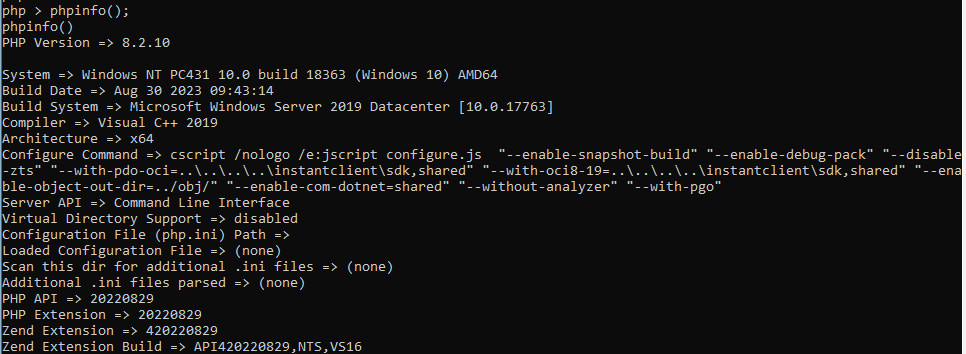 php > phpinfo();
phpinfo()
PHP Version => 8.2.10
System => Windows NT PC431 10.0 build 18363 (Windows 10) AMD64
Build Date => Aug 30 2023 09:43:14
Build System => Microsoft Windows Server 2019 Datacenter [10.0.17763]
Compiler => Visual C++ 2019
Architecture => x64
Configure Command => cscript /nologo /e:jscript configure.js  "--enable-snapshot-build" "--enable-debug-pack" "--disable
-zts" "--with-pdo-oci=..\..\..\..\instantclient\sdk,shared" "--with-oci8-19=..\..\..\..\instantclient\sdk,shared" "--ena
ble-object-out-dir=../obj/" "--enable-com-dotnet=shared" "--without-analyzer" "--with-pgo"
Server API => Command Line Interface
Virtual Directory Support => disabled
Configuration File (php.ini) Path =>
Loaded Configuration File => (none)
Scan this dir for additional .ini files => (none)
Additional .ini files parsed => (none)
PHP API => 20220829
PHP Extension => 20220829
Zend Extension => 420220829
Zend Extension Build => API420220829,NTS,VS16